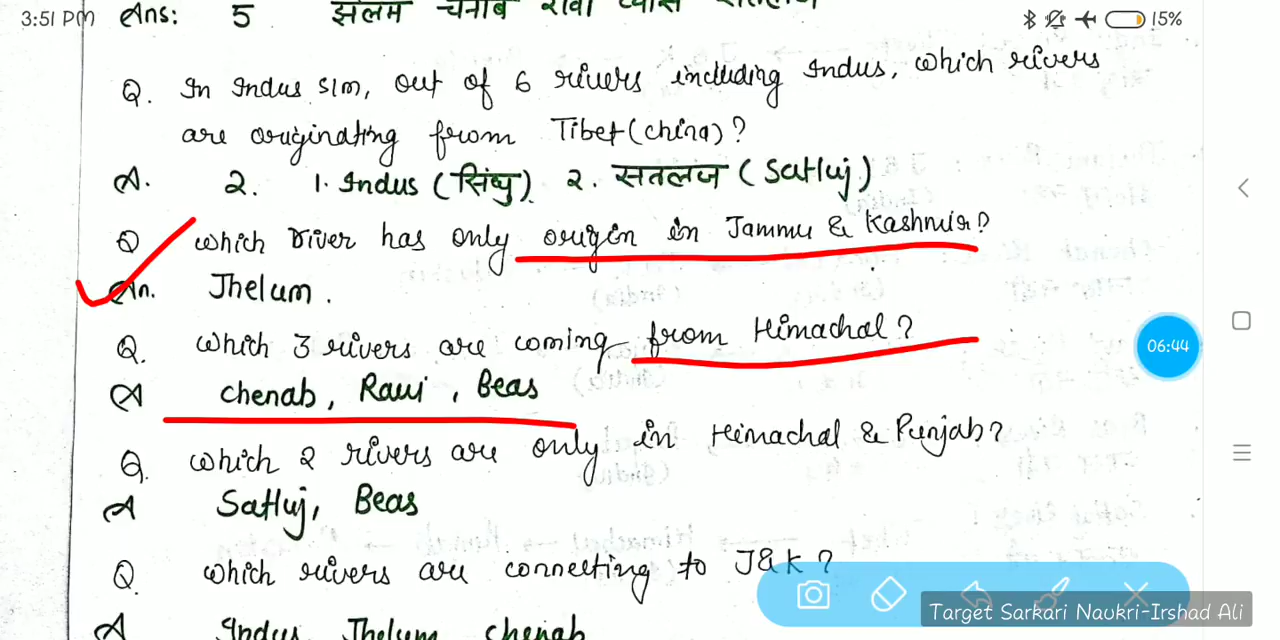 3:51 PM
15%
Ans: 5 झेलम चनाब रावी व्यास सतलज
Q. In Indus S/m, out of 6 rivers including Indus, which rivers
are originating from Tibet (china)?
A. 2. 1. Indus (सिंधु) 2. सतलज (Satluj)
Q which river has only origin in Jammu & Kashmir?
An. Jhelum.
Q. which 3 rivers are coming from Himachal?
A chenab, Ravi, Beas
Q. which 2 rivers are only in Himachal & Punjab?
A Satluj, Beas
Q. which rivers are connecting to J&K?
A Indus Jhelum chenab
06:44
Target Sarkari Naukri-Irshad Ali